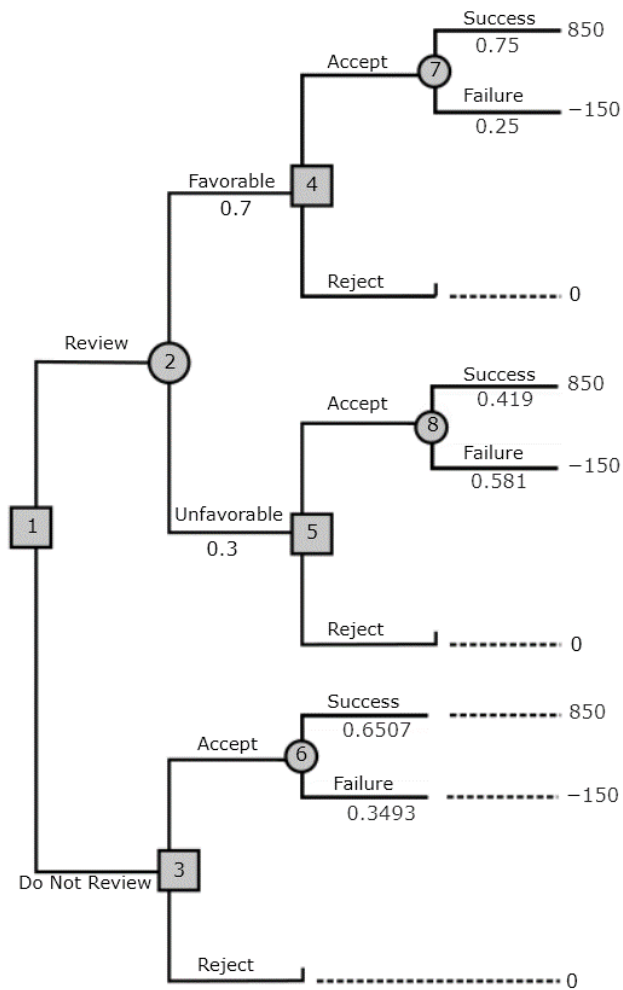 Success
850
0.75
Accept
7
Failure
−150
0.25
Favorable
4
0.7
Reject
0
Review
2
Success
850
0.419
Accept
8
Failure
−150
0.581
Unfavorable
5
0.3
1
Reject
0
Success
850
0.6507
Accept
6
Failure
−150
0.3493
Do Not Review
3
Reject
0